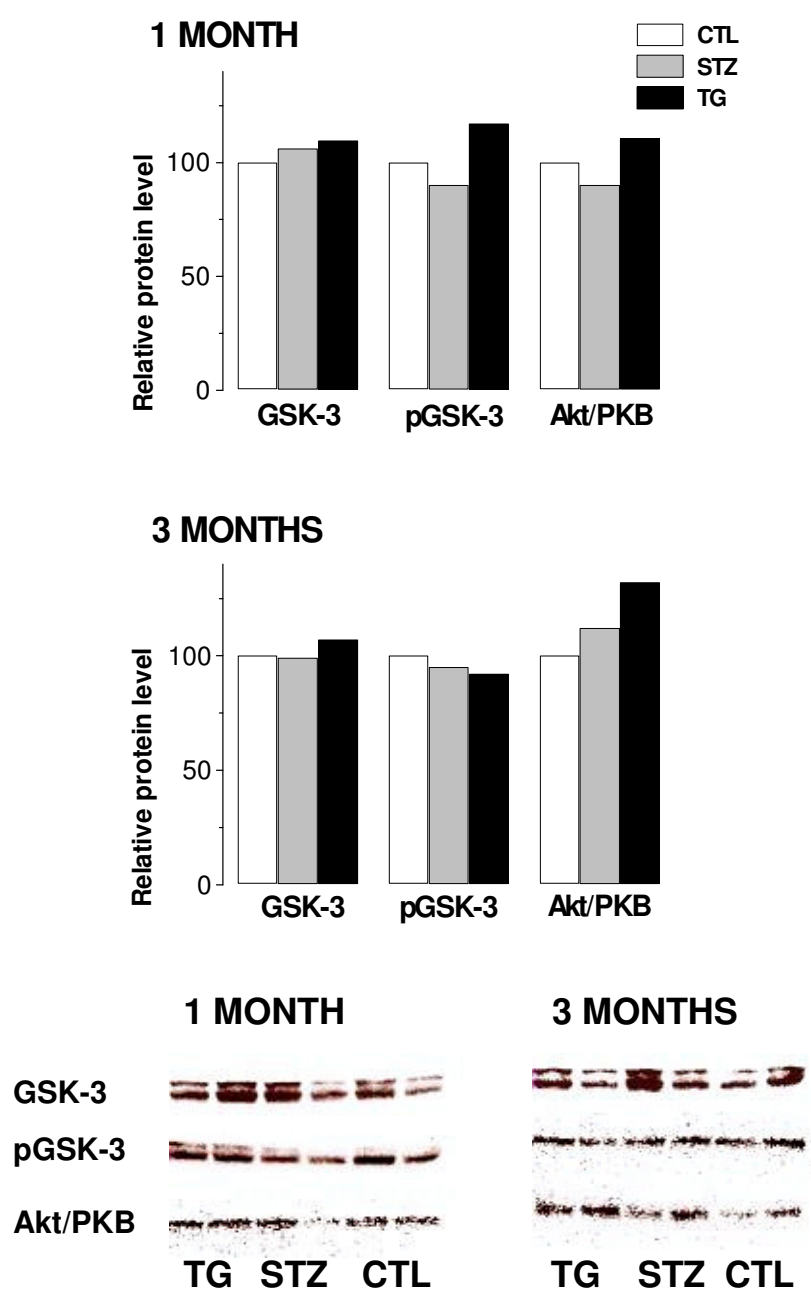 1 MONTH
CTL
STZ
TG
Relative protein level
100
50
0
GSK-3 pGSK-3 Akt/PKB
3 MONTHS
Relative protein level
100
50
0
GSK-3 pGSK-3 Akt/PKB
1 MONTH 3 MONTHS
GSK-3
pGSK-3
Akt/PKB
TG STZ CTL TG STZ CTL